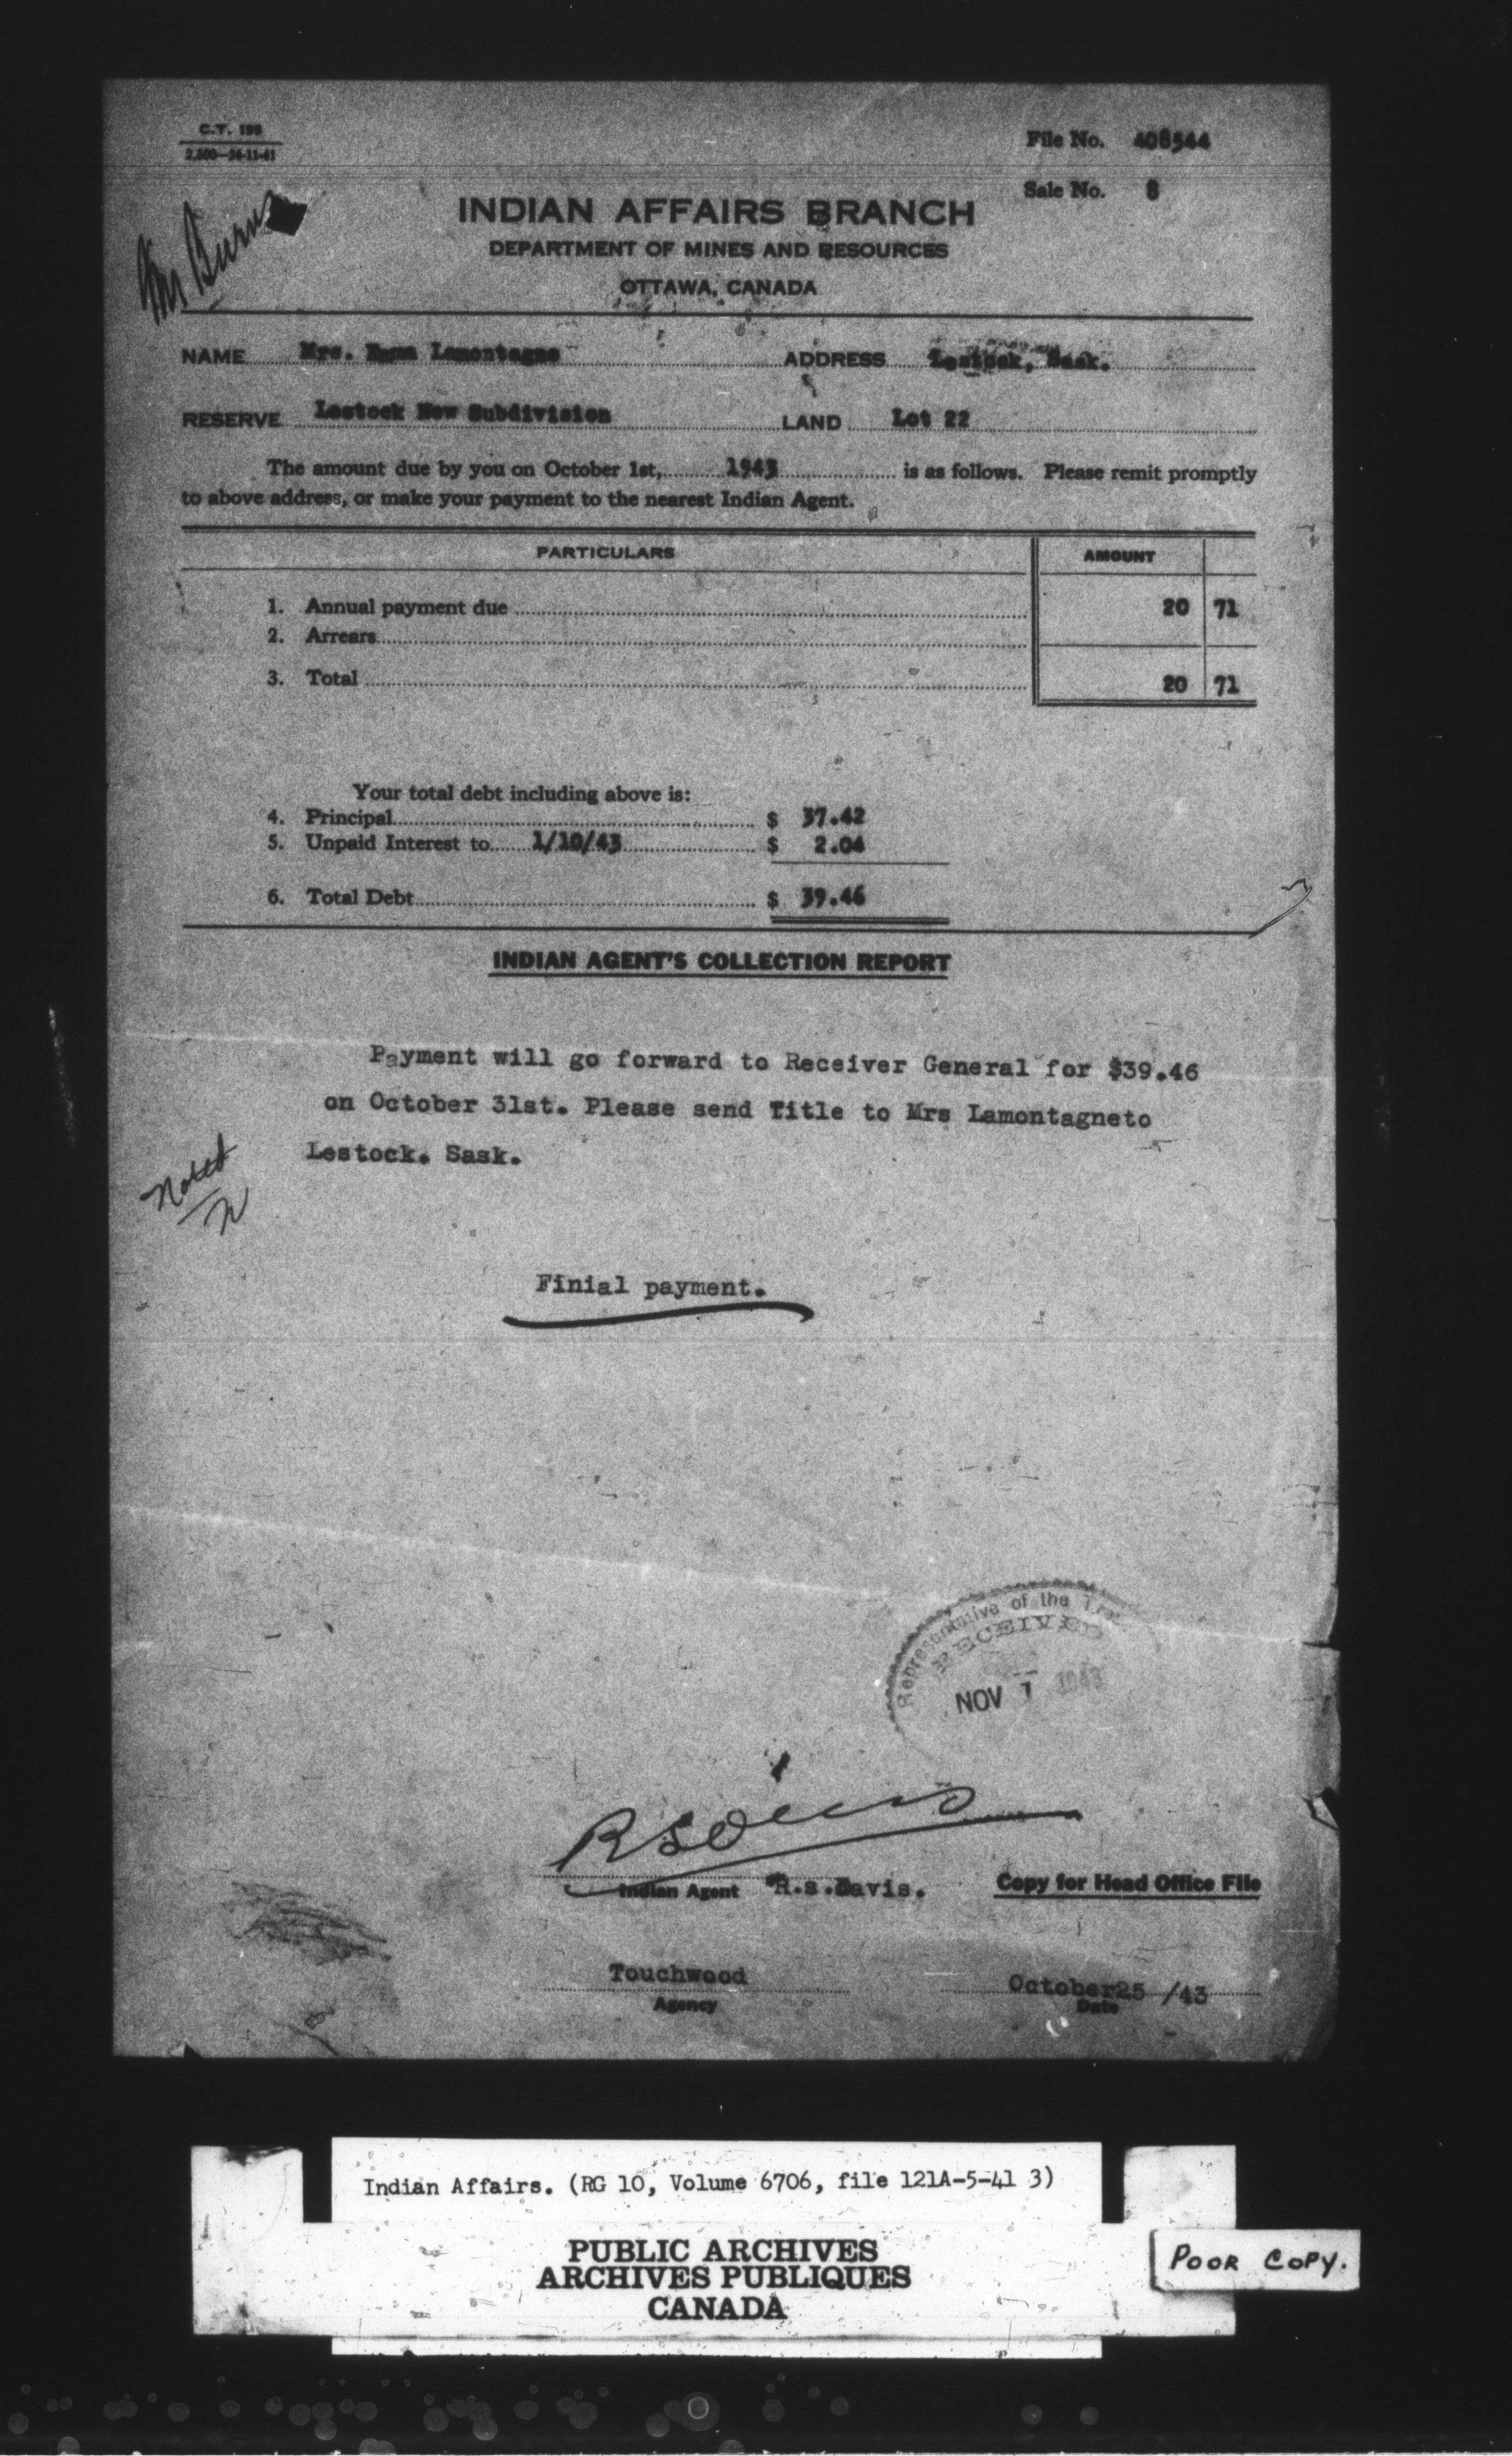 C.T. 198
2,500—24-11-41
File No. 408544
Sale No. 8
Mr Burns
INDIAN AFFAIRS BRANCH
DEPARTMENT OF MINES AND RESOURCES
OTTAWA, CANADA
NAME Mrs. Emma Lamontagne ADDRESS Lestock, Sask.
RESERVE Lestock New Subdivision LAND Lot 22
The amount due by you on October 1st, 1943 is as follows. Please remit promptly
to above address, or make your payment to the nearest Indian Agent.
PARTICULARS AMOUNT
1. Annual payment due 20 71
2. Arrears
3. Total 20 71
Your total debt including above is:
4. Principal $ 37.42
5. Unpaid Interest to 1/10/43 $ 2.04
6. Total Debt $ 39.46
INDIAN AGENT'S COLLECTION REPORT
Payment will go forward to Receiver General for $39.46
on October 31st. Please send Title to Mrs Lamontagneto
Lestock. Sask.
Noted
Finial payment.
Representative of the
RECEIVED
NOV 1 1943
RSDavis
Indian Agent R.S.Davis. Copy for Head Office File
Touchwood October25 /43
Agency Date
Indian Affairs. (RG 10, Volume 6706, file 121A-5-41 3)
PUBLIC ARCHIVES
ARCHIVES PUBLIQUES
CANADA
POOR COPY.